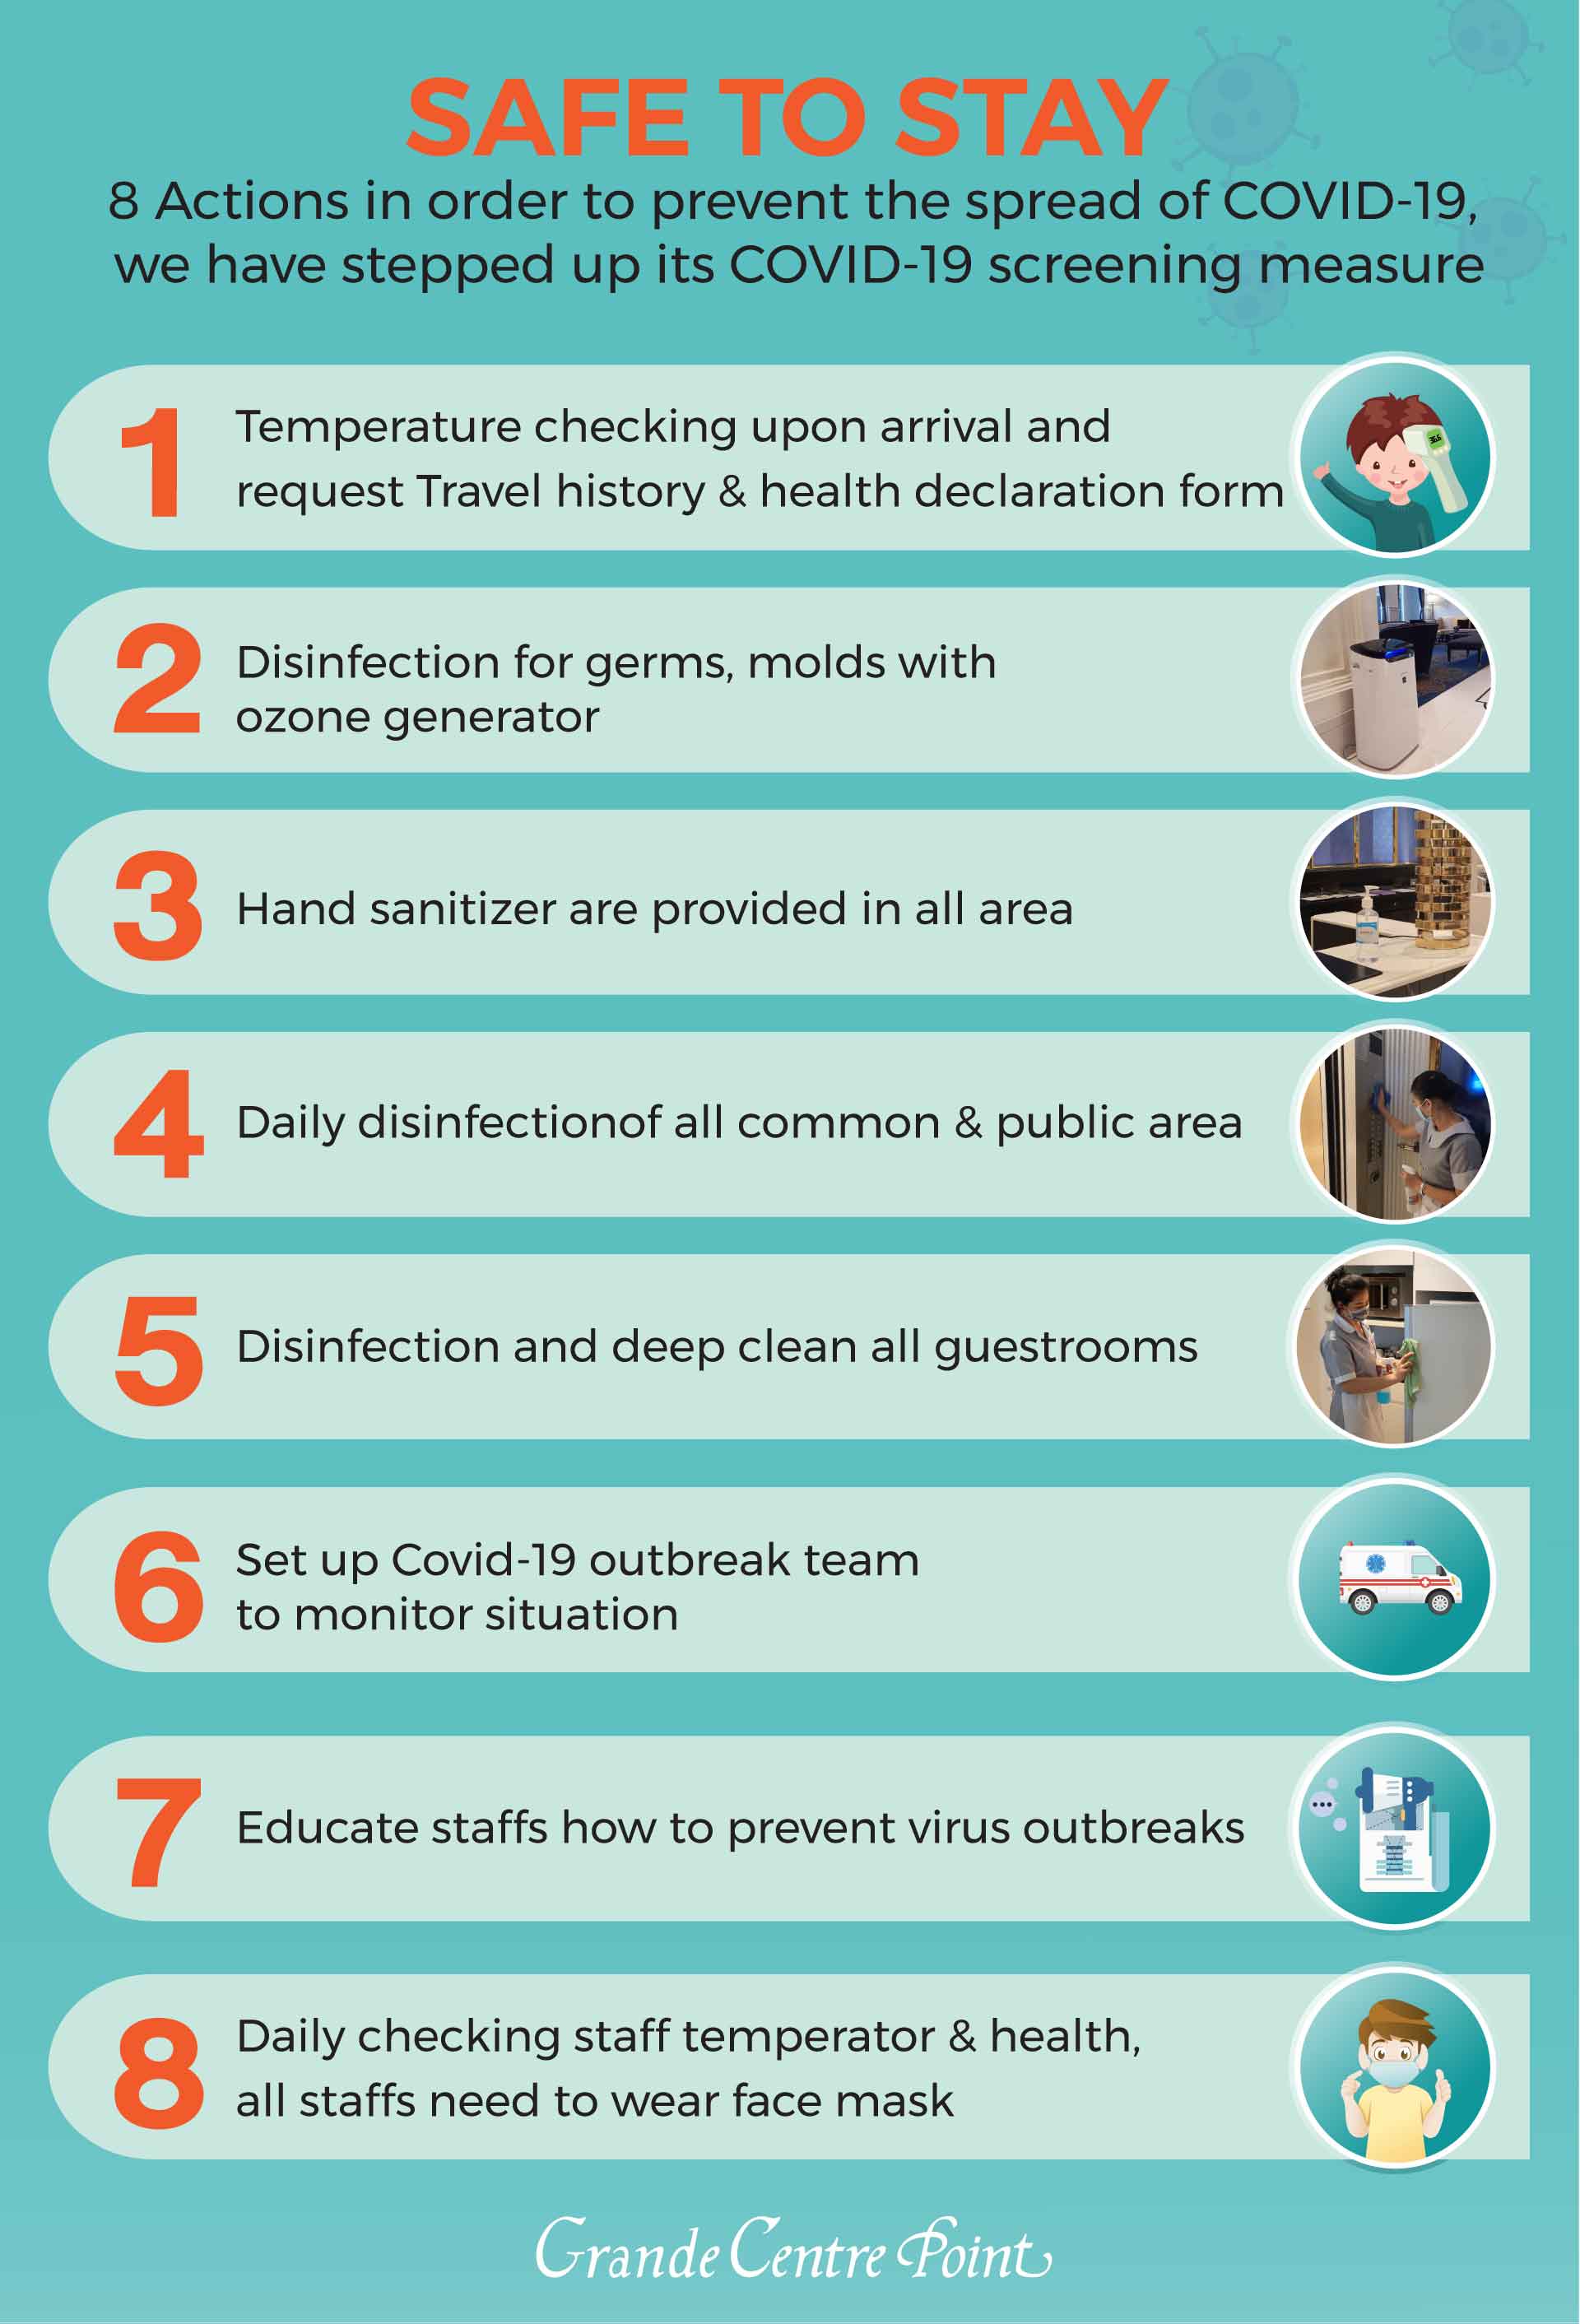 SAFE TO STAY
8 Actions in order to prevent the spread of COVID-19,
we have stepped up its COVID-19 screening measure
1
Temperature checking upon arrival and
request Travel history & health declaration form
2
Disinfection for germs, molds with
ozone generator
3
Hand sanitizer are provided in all area
4
Daily disinfectionof all common & public area
5
Disinfection and deep clean all guestrooms
6
Set up Covid-19 outbreak team
to monitor situation
7
Educate staffs how to prevent virus outbreaks
8
Daily checking staff temperator & health,
all staffs need to wear face mask
Grande Centre Point